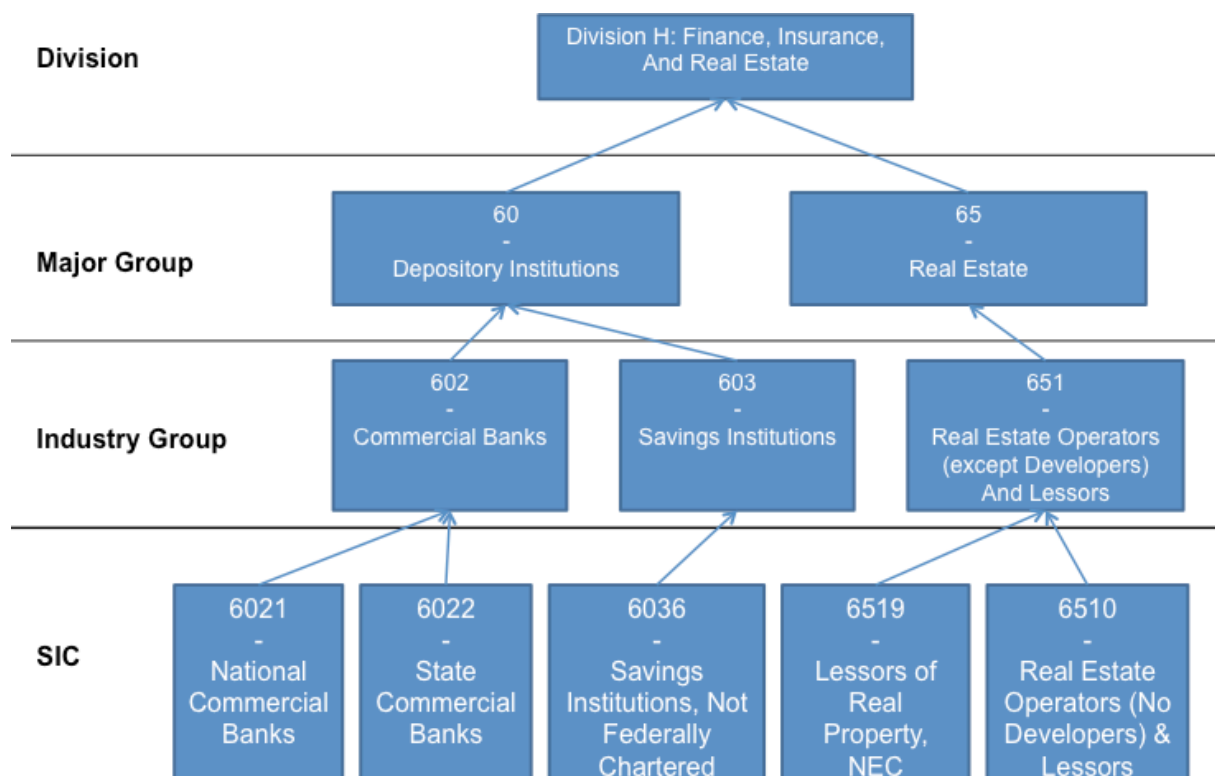 Division
Division H: Finance, Insurance,
And Real Estate
Major Group
60
-
Depository Institutions
65
-
Real Estate
Industry Group
602
-
Commercial Banks
603
-
Savings Institutions
651
-
Real Estate Operators
(except Developers)
And Lessors
SIC
6021
-
National
Commercial
Banks
6022
-
State
Commercial
Banks
6036
-
Savings
Institutions, Not
Federally
Chartered
6519
-
Lessors of
Real
Property,
NEC
6510
-
Real Estate
Operators (No
Developers) &
Lessors